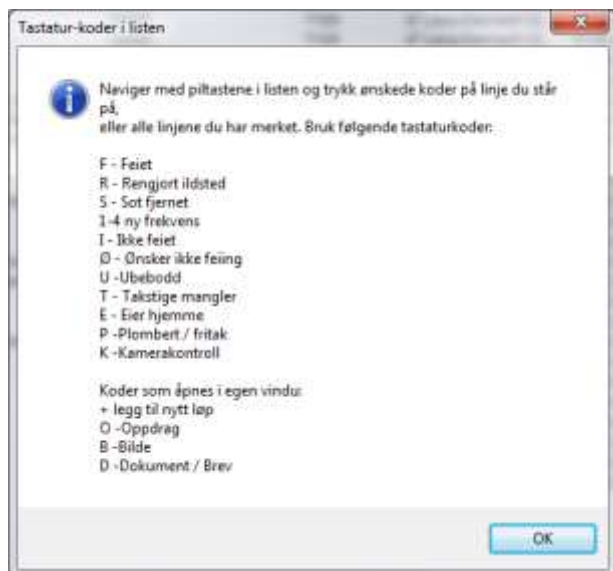 Tastatur-koder i listen
Naviger med piltastene i listen og trykk ønskede koder på linje du står
på,
eller alle linjene du har merket. Bruk følgende tastaturkoder:
F - Feiet
R - Rengjort ildsted
S - Sot fjernet
1-4 ny frekvens
I - Ikke feiet
Ø - Ønsker ikke feiing
U -Ubebodd
T - Takstige mangler
E - Eier hjemme
P -Plombert / fritak
K -Kamerakontroll
Koder som åpnes i egen vindu:
+ legg til nytt løp
O -Oppdrag
B -Bilde
D -Dokument / Brev
OK